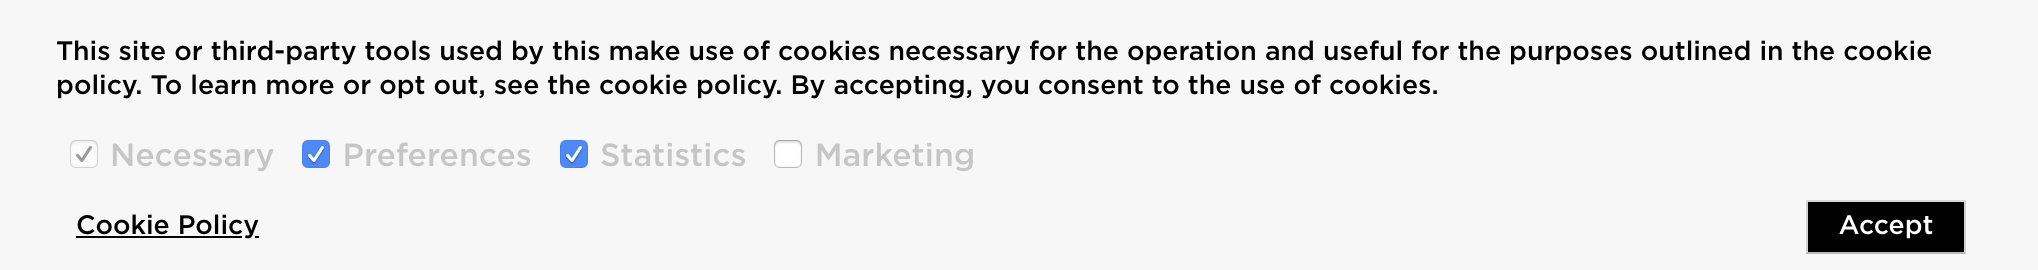 This site or third-party tools used by this make use of cookies necessary for the operation and useful for the purposes outlined in the cookie
policy. To learn more or opt out, see the cookie policy. By accepting, you consent to the use of cookies.
Necessary Preferences Statistics Marketing
Cookie Policy Accept